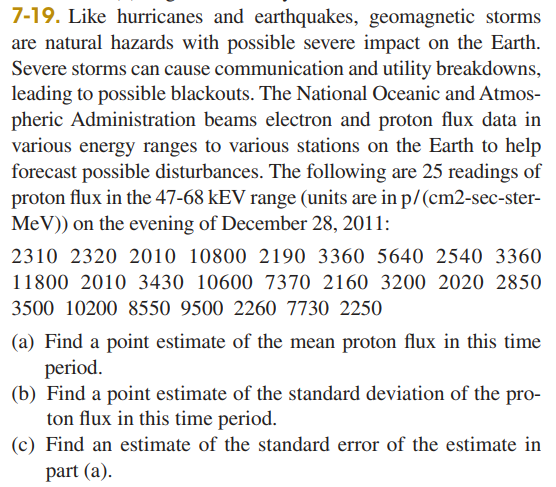 7-19. Like hurricanes and earthquakes, geomagnetic storms
are natural hazards with possible severe impact on the Earth.
Severe storms can cause communication and utility breakdowns,
leading to possible blackouts. The National Oceanic and Atmos-
pheric Administration beams electron and proton flux data in
various energy ranges to various stations on the Earth to help
forecast possible disturbances. The following are 25 readings of
proton flux in the 47-68 kEV range (units are in p/(cm2-sec-ster-
MeV)) on the evening of December 28, 2011:
2310 2320 2010 10800 2190 3360 5640 2540 3360
11800 2010 3430 10600 7370 2160 3200 2020 2850
3500 10200 8550 9500 2260 7730 2250
(a) Find a point estimate of the mean proton flux in this time
period.
(b) Find a point estimate of the standard deviation of the pro-
ton flux in this time period.
(c) Find an estimate of the standard error of the estimate in
part (a).